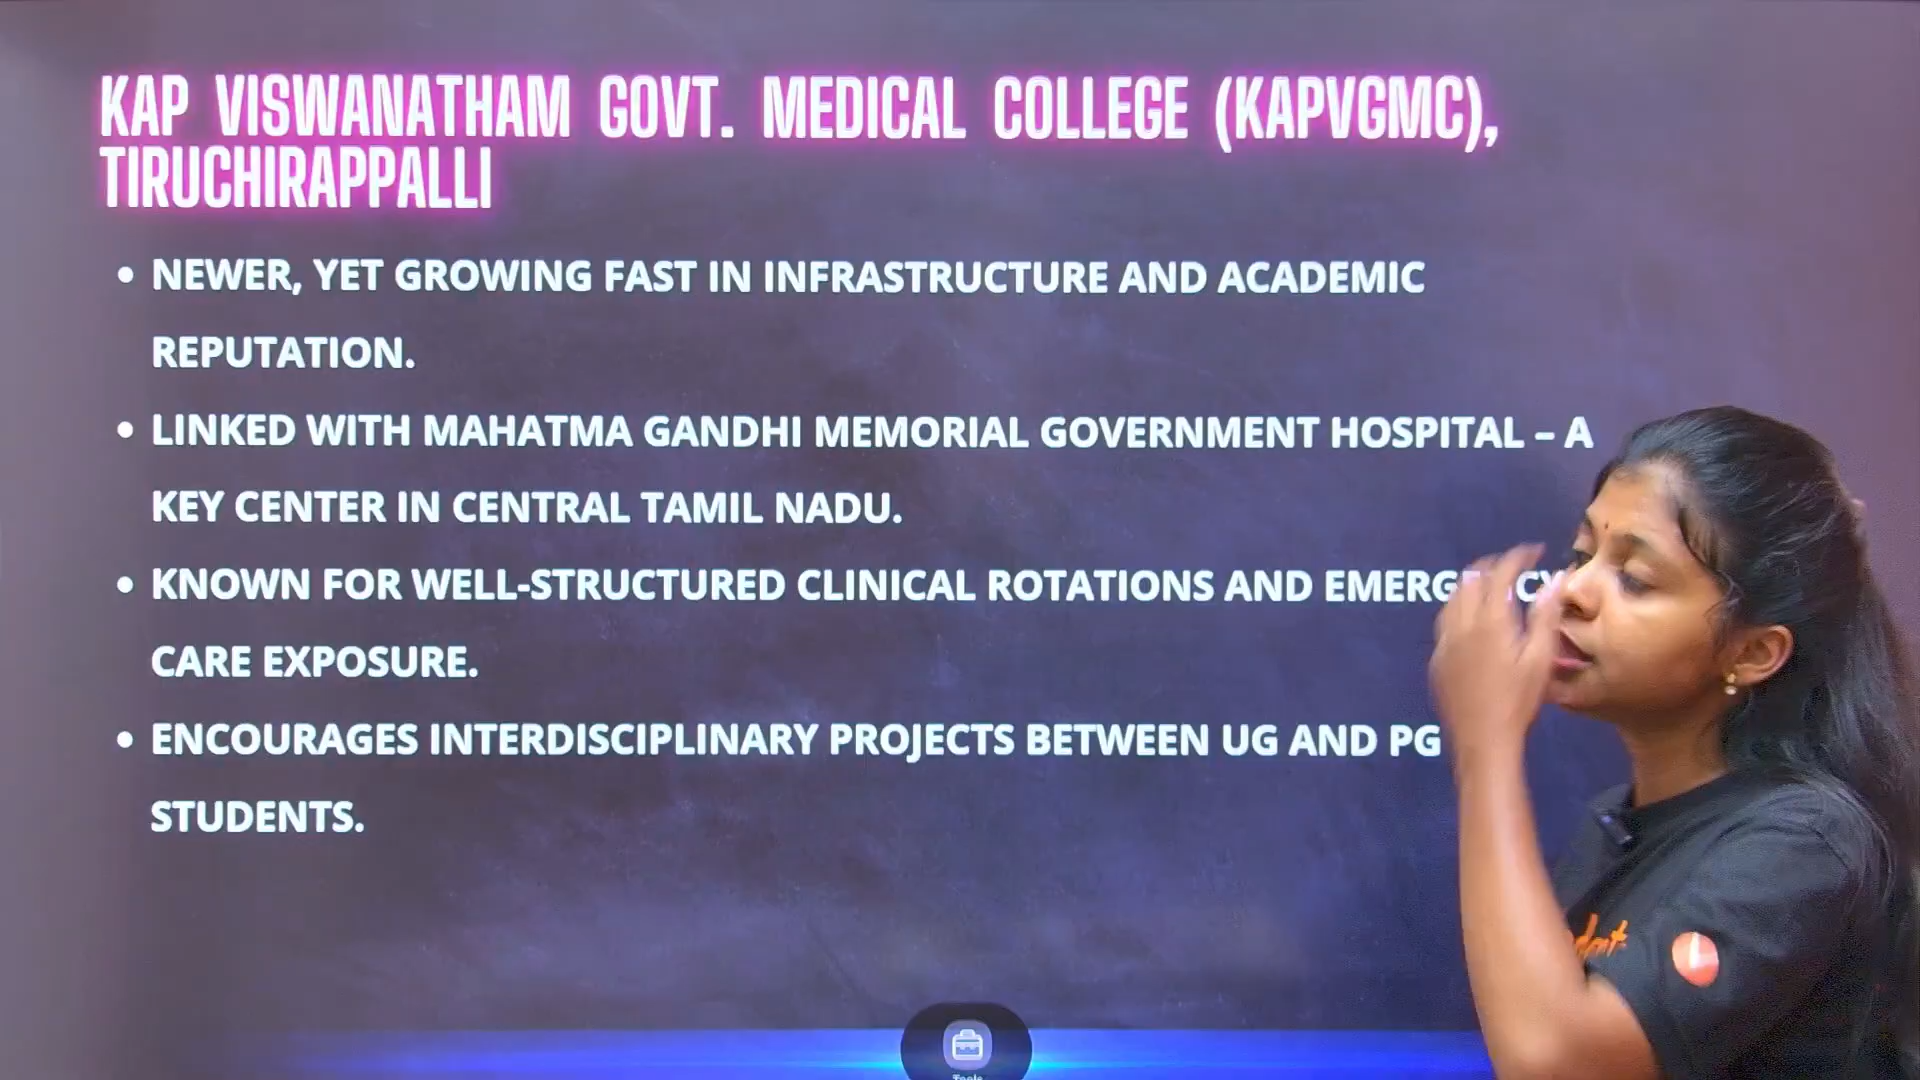 KAP VISWANATHAM GOVT. MEDICAL COLLEGE (KAPVGMC),
TIRUCHIRAPPALLI
• NEWER, YET GROWING FAST IN INFRASTRUCTURE AND ACADEMIC
REPUTATION.
• LINKED WITH MAHATMA GANDHI MEMORIAL GOVERNMENT HOSPITAL – A
KEY CENTER IN CENTRAL TAMIL NADU.
• KNOWN FOR WELL-STRUCTURED CLINICAL ROTATIONS AND
CARE EXPOSURE.
• ENCOURAGES INTERDISCIPLINARY PROJECTS BETWEEN UG AND PG
STUDENTS.